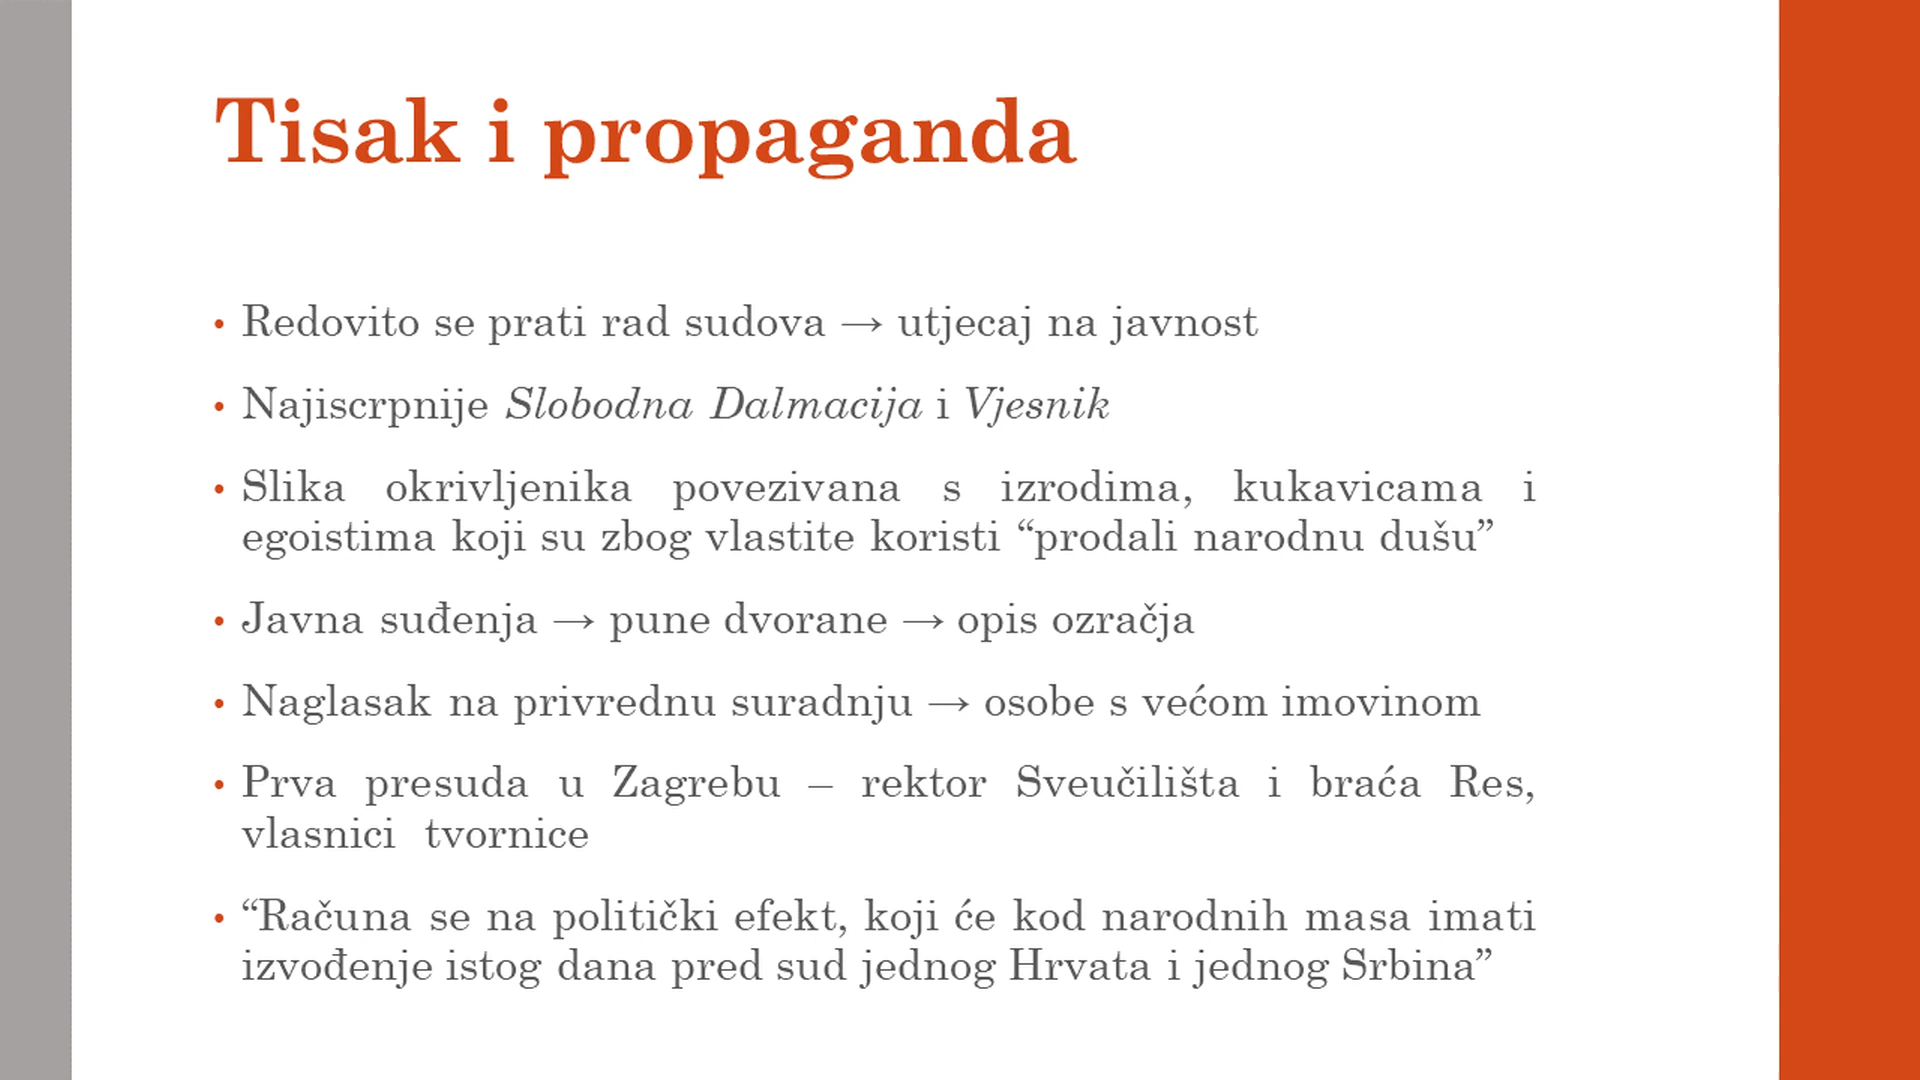 Tisak i propaganda
• Redovito se prati rad sudova → utjecaj na javnost
• Najiscrpnije Slobodna Dalmacija i Vjesnik
• Slika okrivljenika povezivana s izrodima, kukavicama i
egoistima koji su zbog vlastite koristi “prodali narodnu dušu”
• Javna suđenja → pune dvorane → opis ozračja
• Naglasak na privrednu suradnju → osobe s većom imovinom
• Prva presuda u Zagrebu – rektor Sveučilišta i braća Res,
vlasnici tvornice
• “Računa se na politički efekt, koji će kod narodnih masa imati
izvođenje istog dana pred sud jednog Hrvata i jednog Srbina”